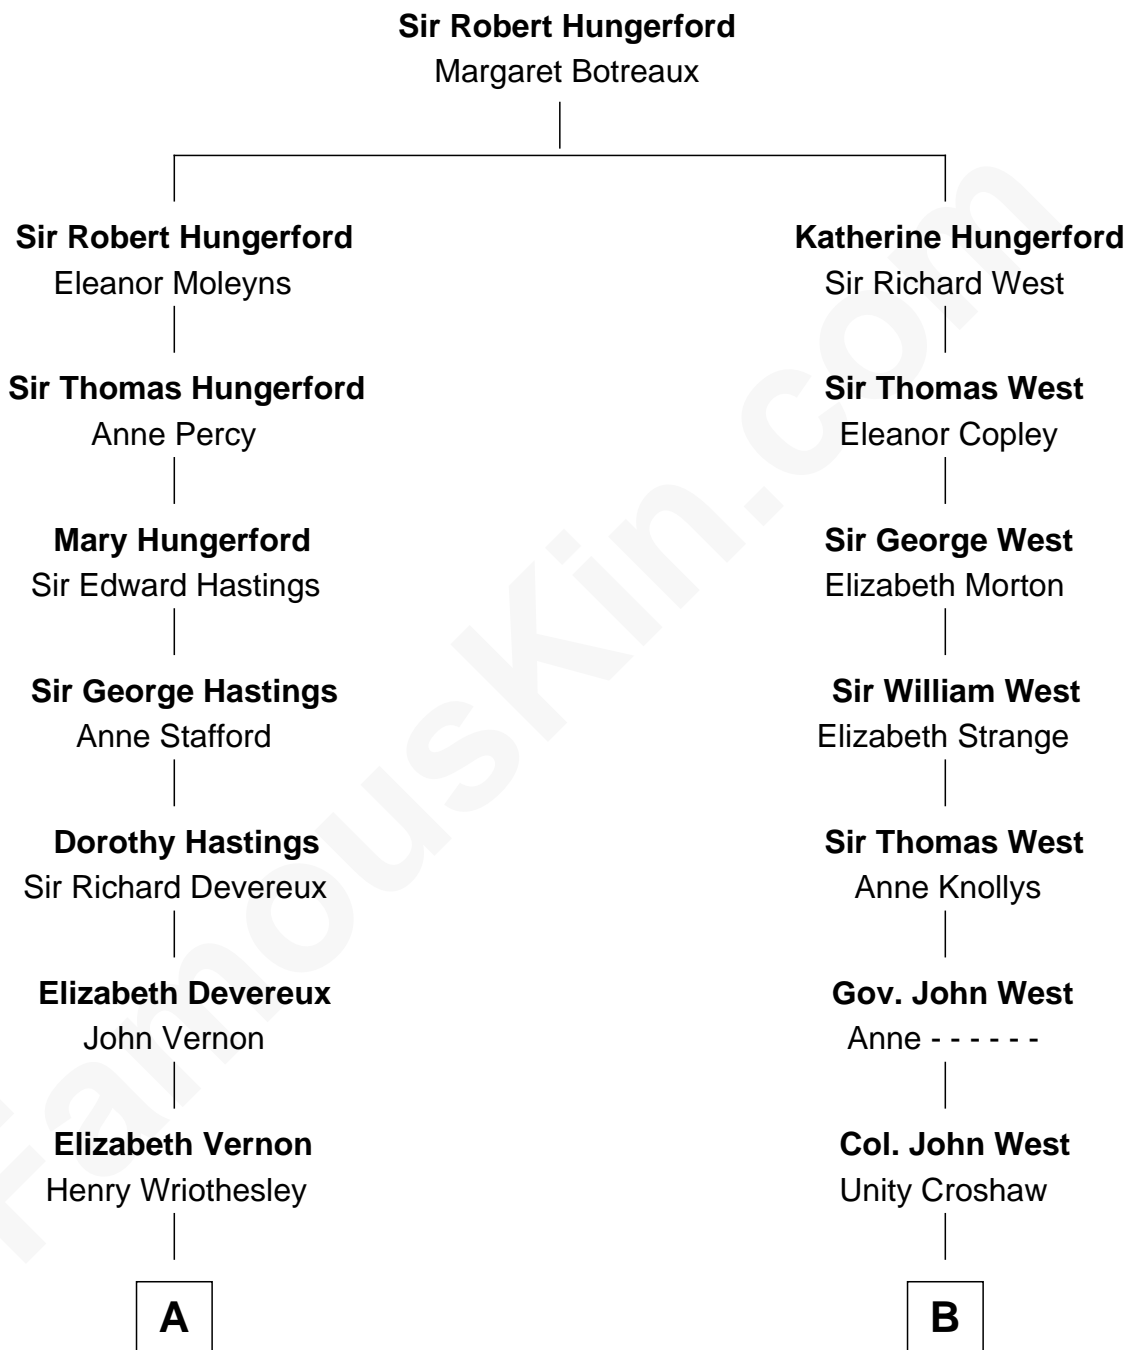 Sir Robert Hungerford
Margaret Botreaux
Sir Robert Hungerford
Eleanor Moleyns
Sir Thomas Hungerford
Anne Percy
Mary Hungerford
Sir Edward Hastings
Sir George Hastings
Anne Stafford
Dorothy Hastings
Sir Richard Devereux
Elizabeth Devereux
John Vernon
Elizabeth Vernon
Henry Wriothesley
A
Katherine Hungerford
Sir Richard West
Sir Thomas West
Eleanor Copley
Sir George West
Elizabeth Morton
Sir William West
Elizabeth Strange
Sir Thomas West
Anne Knollys
Gov. John West
Anne - - - - - -
Col. John West
Unity Croshaw
B
FamousKin.com